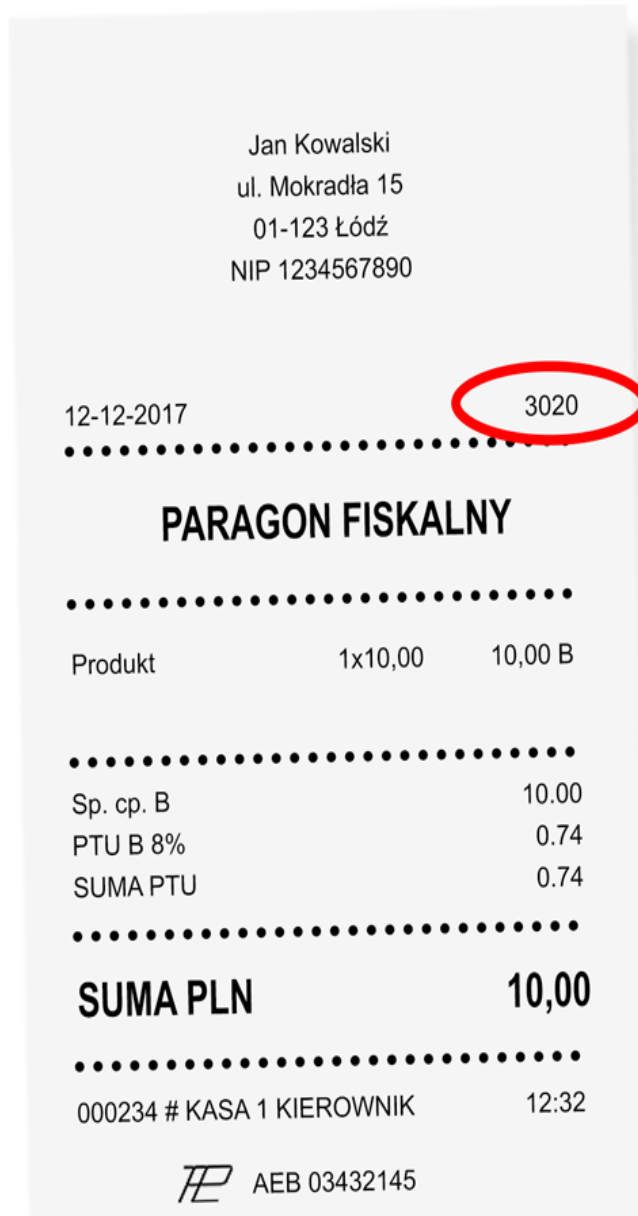 Jan Kowalski
ul. Mokradła 15
01-123 Łódź
NIP 1234567890
12-12-2017 3020
PARAGON FISKALNY
Produkt 1x10,00 10,00 B
Sp. cp. B 10.00
PTU B 8% 0.74
SUMA PTU 0.74
SUMA PLN 10,00
000234 # KASA 1 KIEROWNIK 12:32
AEB 03432145